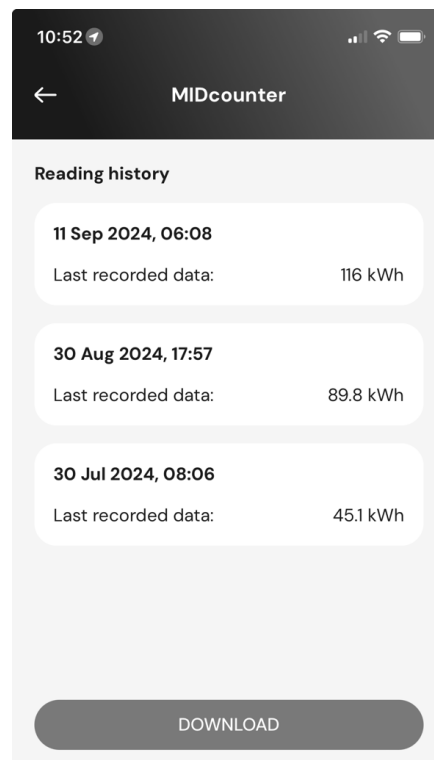 10:52
MIDcounter
Reading history
11 Sep 2024, 06:08
Last recorded data: 116 kWh
30 Aug 2024, 17:57
Last recorded data: 89.8 kWh
30 Jul 2024, 08:06
Last recorded data: 45.1 kWh
DOWNLOAD